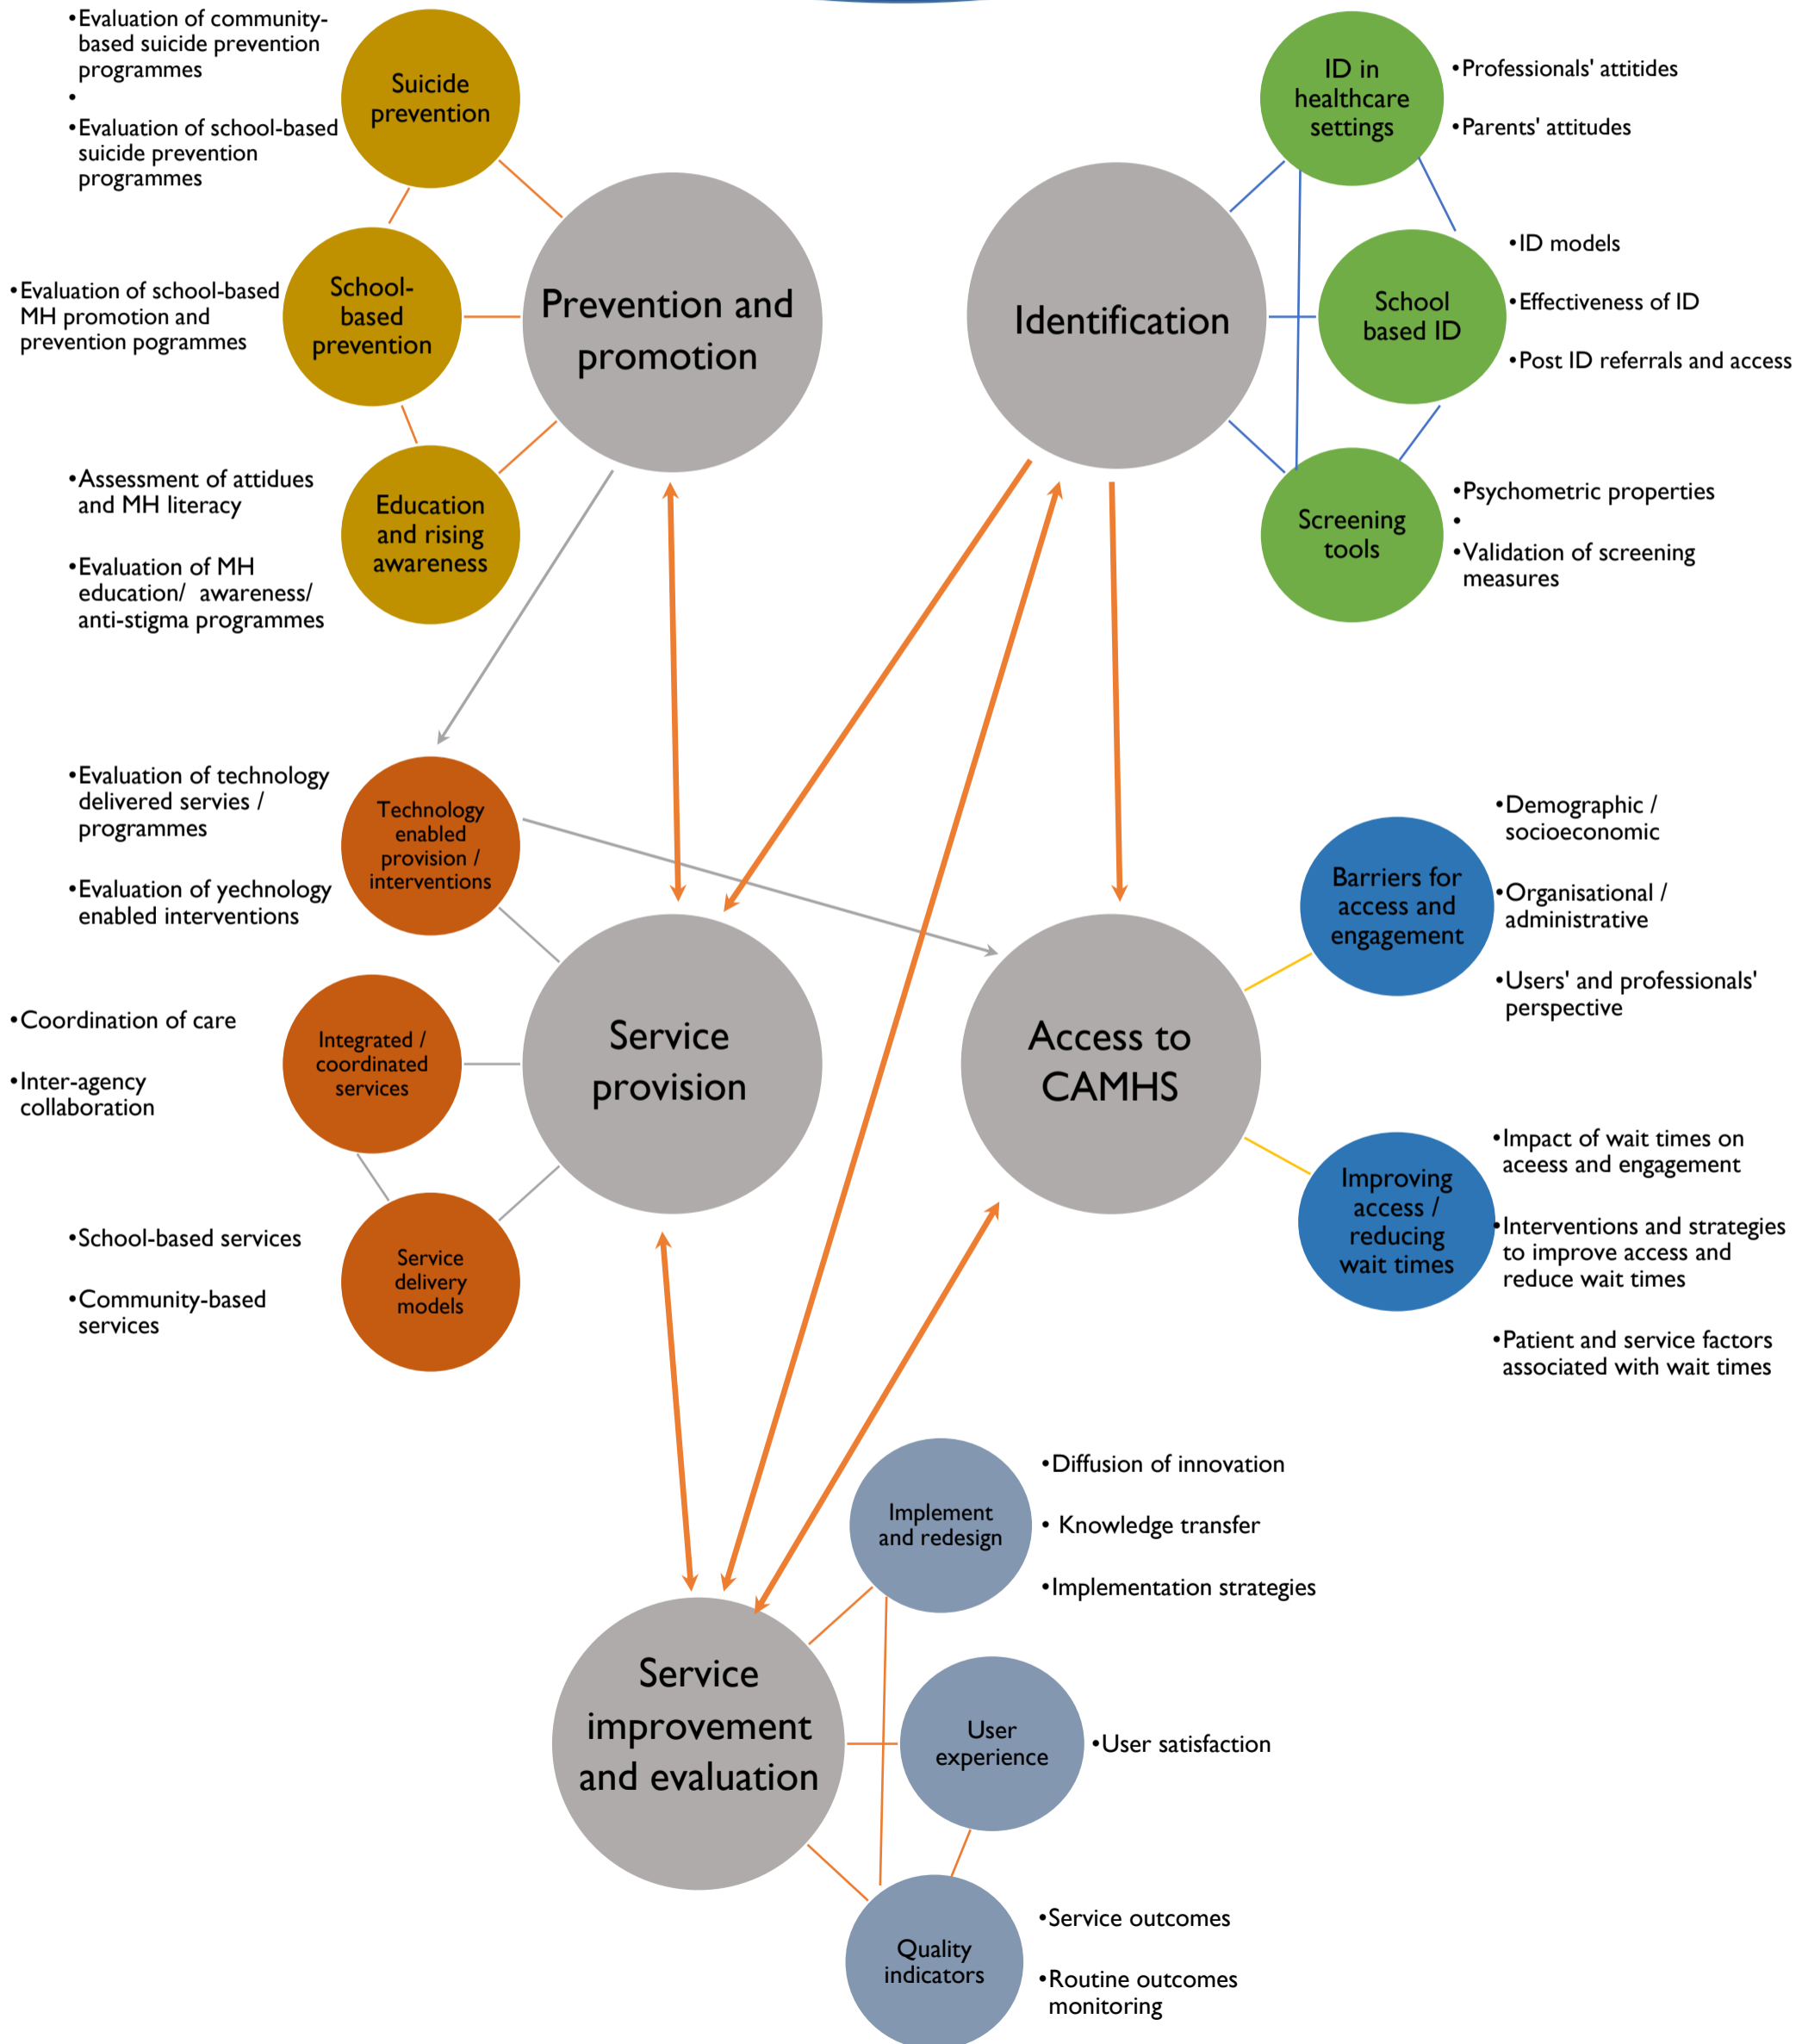 •Evaluation of community-
based suicide prevention
programmes
•
•Evaluation of school-based
suicide prevention
programmes
Suicide
prevention
•Evaluation of school-based
MH promotion and
prevention pogrammes
School-
based
prevention
•Assessment of attidues
and MH literacy
•Evaluation of MH
education/ awareness/
anti-stigma programmes
Education
and rising
awareness
Prevention and
promotion
Identification
ID in
healthcare
settings
•Professionals' attitides
•Parents' attitudes
School
based ID
•ID models
•Effectiveness of ID
•Post ID referrals and access
Screening
tools
•Psychometric properties
•
•Validation of screening
measures
•Evaluation of technology
delivered servies /
programmes
•Evaluation of yechnology
enabled interventions
Technology
enabled
provision /
interventions
•Coordination of care
•Inter-agency
collaboration
Integrated /
coordinated
services
•School-based services
•Community-based
services
Service
delivery
models
Service
provision
Access to
CAMHS
Barriers for
access and
engagement
•Demographic /
socioeconomic
•Organisational /
administrative
•Users' and professionals'
perspective
Improving
access /
reducing
wait times
•Impact of wait times on
aceess and engagement
•Interventions and strategies
to improve access and
reduce wait times
•Patient and service factors
associated with wait times
Service
improvement
and evaluation
Implement
and redesign
•Diffusion of innovation
• Knowledge transfer
•Implementation strategies
User
experience
•User satisfaction
Quality
indicators
•Service outcomes
•Routine outcomes
monitoring